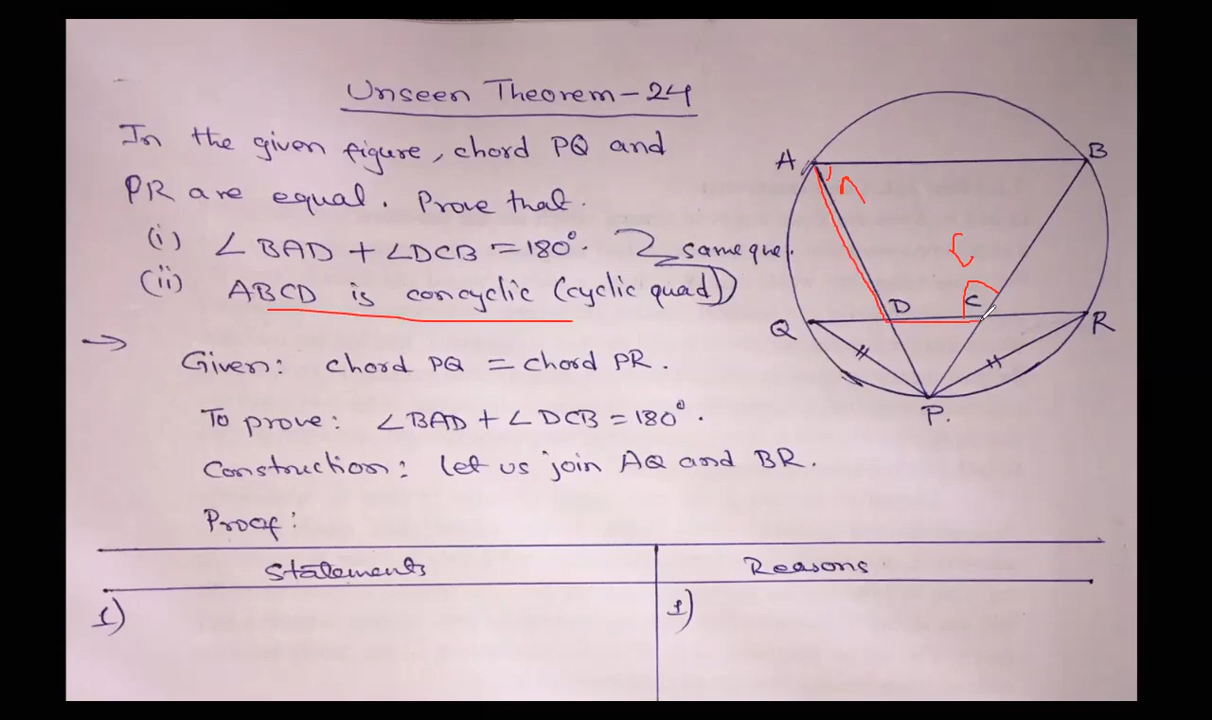 Unseen Theorem-24
In the given figure, chord PQ and
PR are equal. Prove that.
(i) ∠BAD + ∠DCB = 180°. same que.
(ii) ABCD is concyclic (cyclic quad)
→ Given: chord PQ = chord PR.
To prove: ∠BAD + ∠DCB = 180°.
Construction: let us join AQ and BR.
Proof:
Statements Reasons
1) 1)
A B
D C
Q R
P.